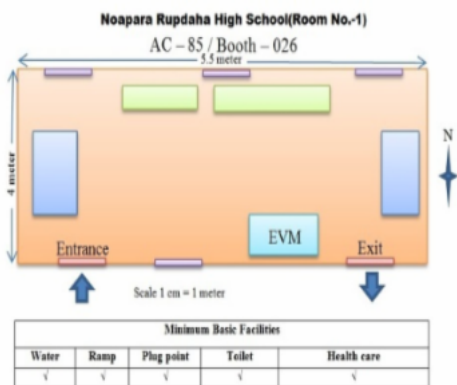 Noapara Rupdaha High School(Room No.-1)
AC – 85 / Booth – 026
5.5 meter
4 meter
N
EVM
Entrance
Exit
Scale 1 cm = 1 meter
Minimum Basic Facilities
Water Ramp Plug point Toilet Health care
√ √ √ √ √